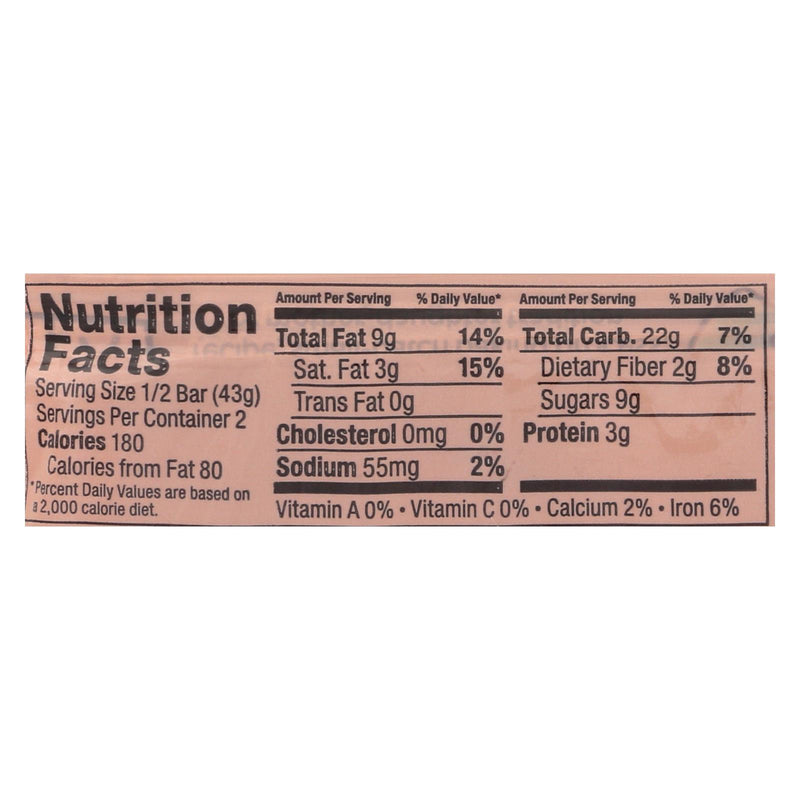 Nutrition
Facts
Serving Size 1/2 Bar (43g)
Servings Per Container 2
Calories 180
Calories from Fat 80
*Percent Daily Values are based on
a 2,000 calorie diet.
Amount Per Serving % Daily Value*
Total Fat 9g 14%
Sat. Fat 3g 15%
Trans Fat 0g
Cholesterol 0mg 0%
Sodium 55mg 2%
Amount Per Serving % Daily Value*
Total Carb. 22g 7%
Dietary Fiber 2g 8%
Sugars 9g
Protein 3g
Vitamin A 0% • Vitamin C 0% • Calcium 2% • Iron 6%